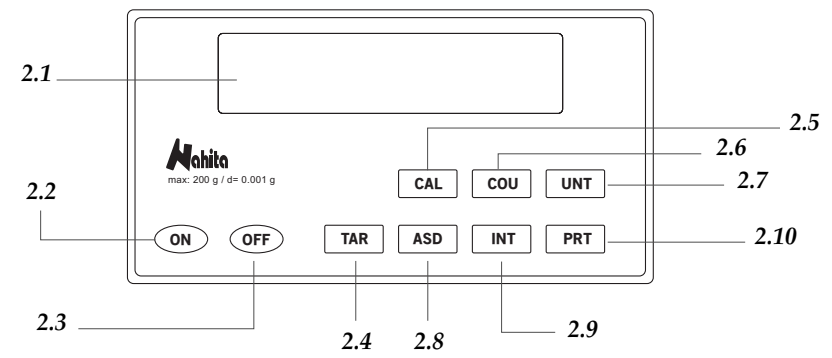 2.1
2.5
2.6
Nahita
max: 200 g / d= 0.001 g
CAL COU UNT
2.7
2.2
ON OFF TAR ASD INT PRT
2.10
2.3
2.4 2.8 2.9